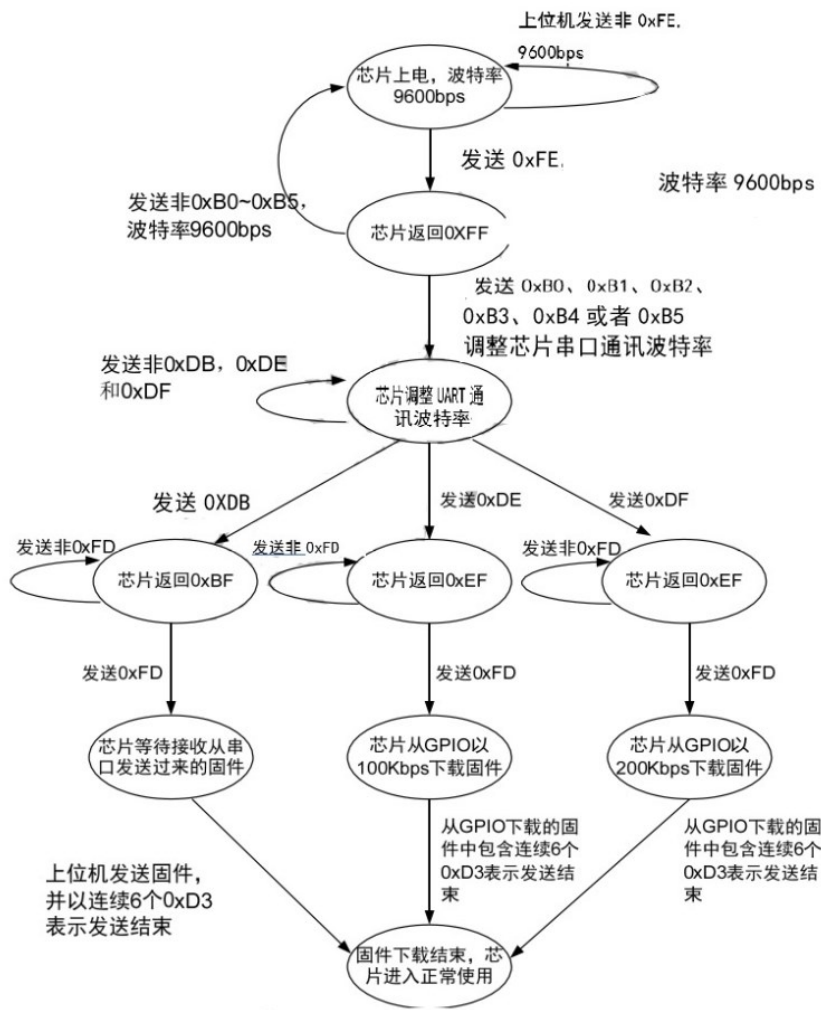 上位机发送非 0xFE,
9600bps
芯片上电，波特率
9600bps
发送 0xFE,
波特率 9600bps
发送非0xB0~0xB5，
波特率9600bps
芯片返回0XFF
发送 0xB0、0xB1、0xB2、
0xB3、0xB4 或者 0xB5
调整芯片串口通讯波特率
发送非0xDB，0xDE
和0xDF
芯片调整 UART 通
讯波特率
发送 0XDB
发送0xDE
发送0xDF
发送非0xFD
发送非 0xFD
发送非0xFD
芯片返回0xBF
芯片返回0xEF
芯片返回0xEF
发送0xFD
发送0xFD
发送0xFD
芯片等待接收从串
口发送过来的固件
芯片从GPIO以
100Kbps下载固件
芯片从GPIO以
200Kbps下载固件
上位机发送固件，
并以连续6个0xD3
表示发送结束
从GPIO下载的固
件中包含连续6个
0xD3表示发送结
束
从GPIO下载的固
件中包含连续6个
0xD3表示发送结
束
固件下载结束，芯
片进入正常使用